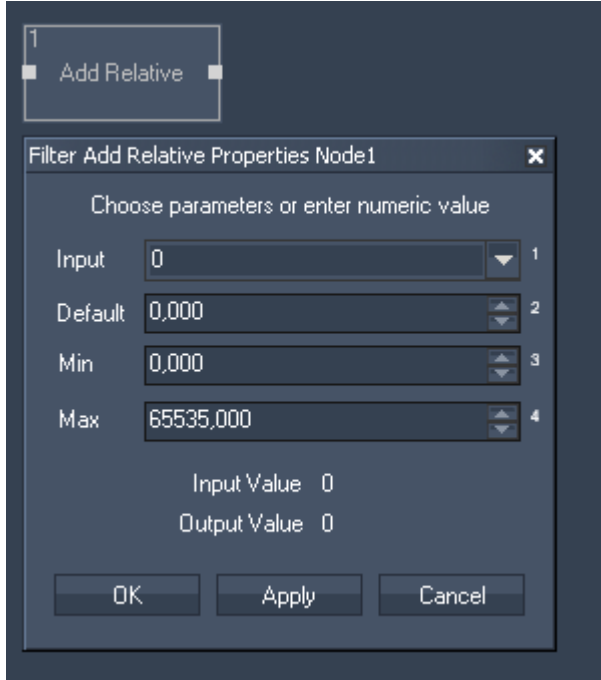 1
Add Relative
Filter Add Relative Properties Node1
Choose parameters or enter numeric value
Input 0 1
Default 0,000 2
Min 0,000 3
Max 65535,000 4
Input Value 0
Output Value 0
OK Apply Cancel